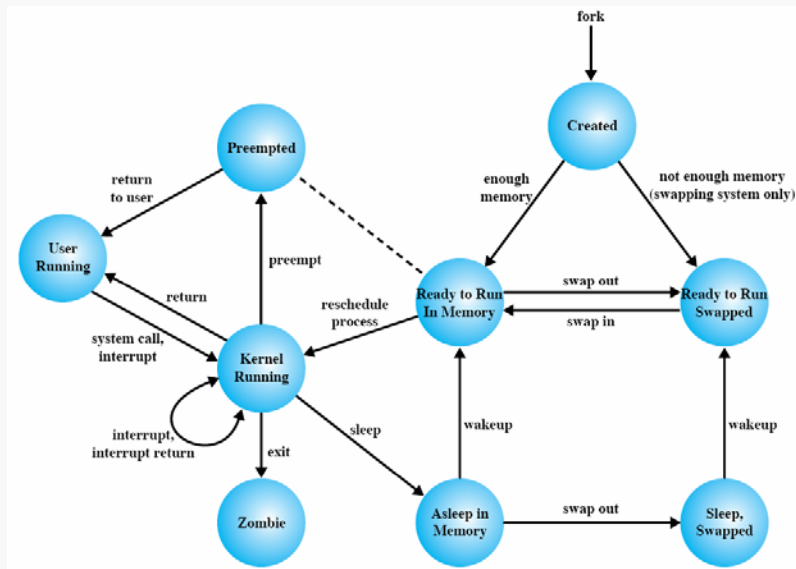 fork
Created
Preempted
enough
memory
not enough memory
(swapping system only)
return
to user
User
Running
preempt
return
Ready to Run
In Memory
swap out
swap in
Ready to Run
Swapped
reschedule
process
system call,
interrupt
Kernel
Running
interrupt,
interrupt return
sleep
exit
wakeup
wakeup
Zombie
Asleep in
Memory
swap out
Sleep,
Swapped